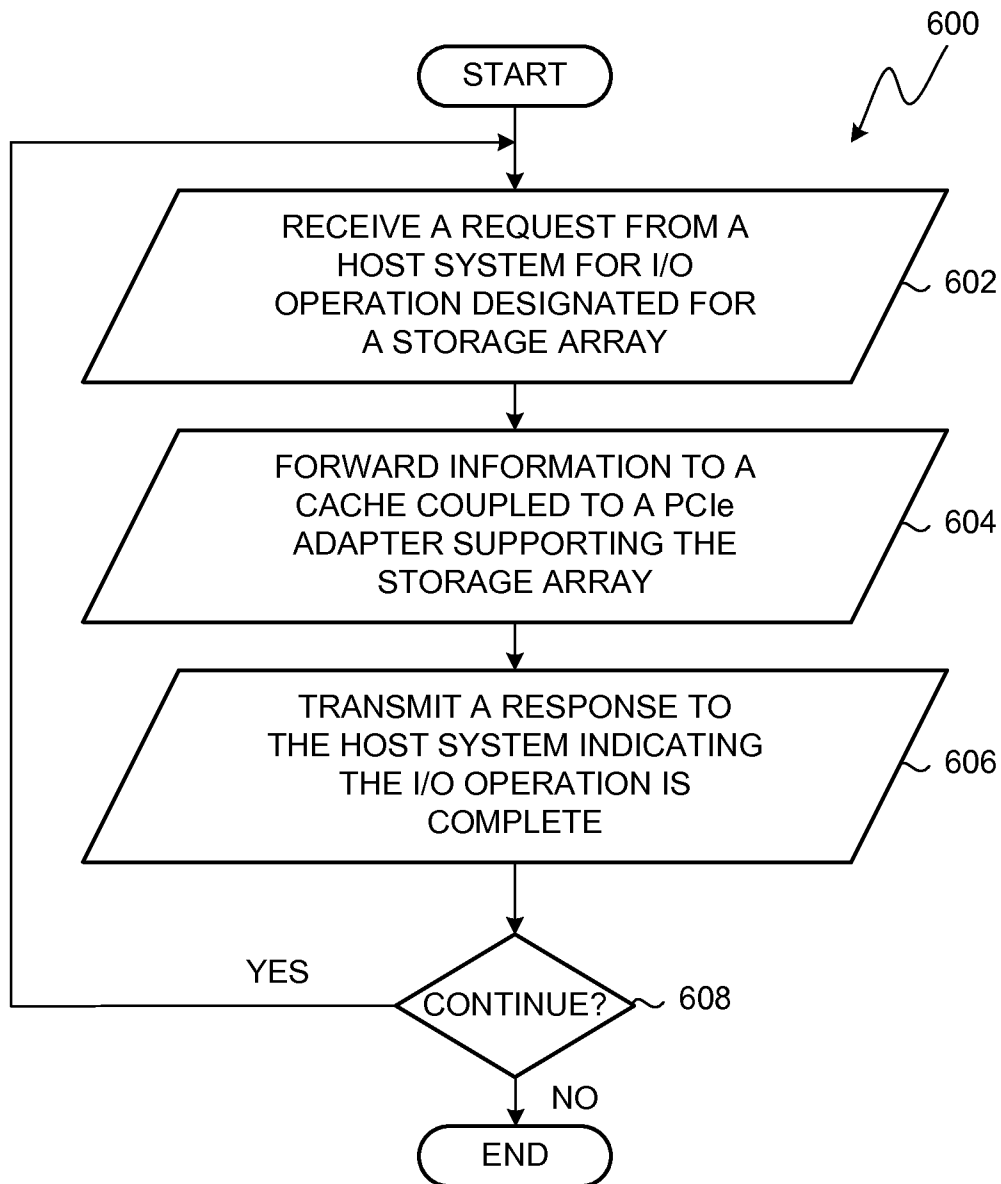 600
START
RECEIVE A REQUEST FROM A
HOST SYSTEM FOR I/O
OPERATION DESIGNATED FOR
A STORAGE ARRAY
602
FORWARD INFORMATION TO A
CACHE COUPLED TO A PCIe
ADAPTER SUPPORTING THE
STORAGE ARRAY
604
TRANSMIT A RESPONSE TO
THE HOST SYSTEM INDICATING
THE I/O OPERATION IS
COMPLETE
606
YES
CONTINUE?
608
NO
END